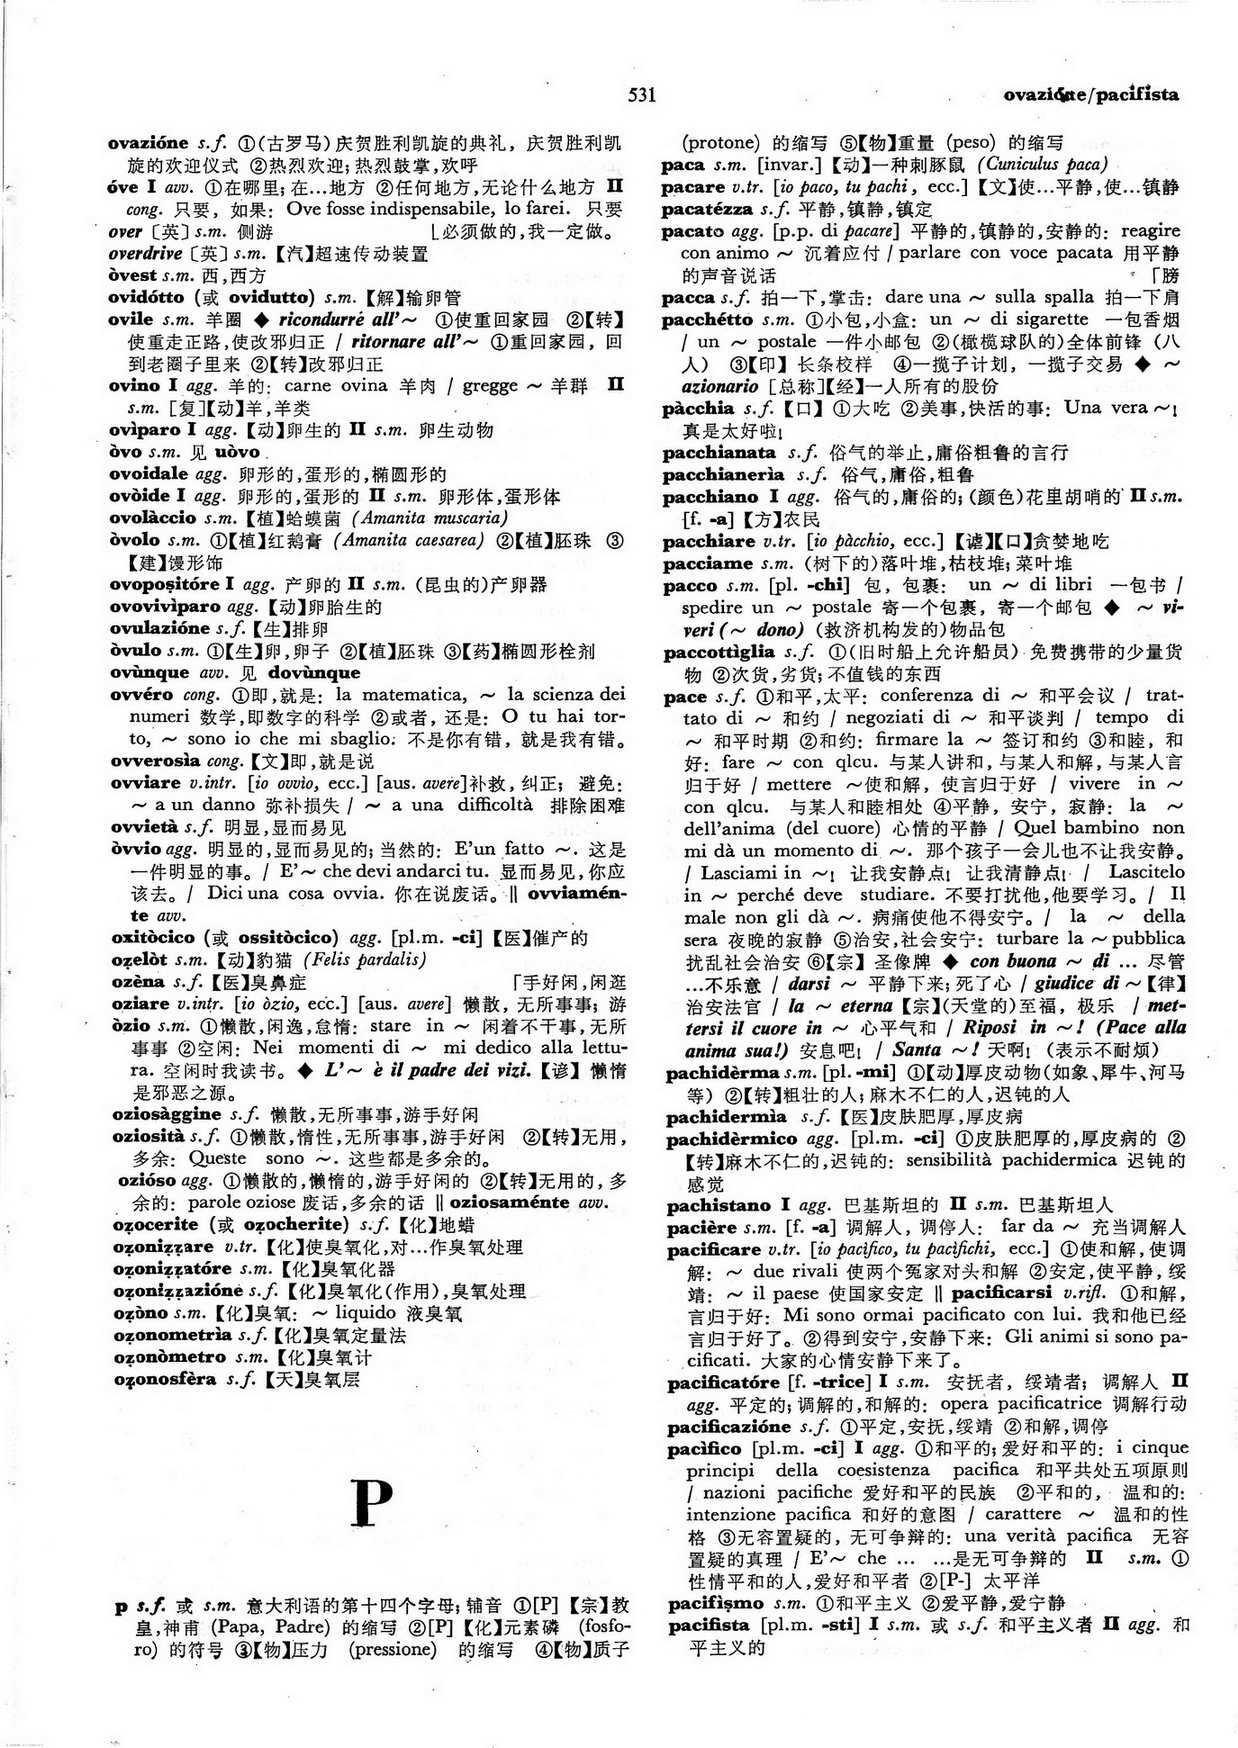 531
ovazióne/pacifista
ovazióne s.f. ①(古罗马)庆贺胜利凯旋的典礼, 庆贺胜利凯
旋的欢迎仪式 ②热烈欢迎; 热烈鼓掌,欢呼
óve I avv. ①在哪里; 在…地方 ②任何地方,无论什么地方 II
cong. 只要, 如果: Ove fosse indispensabile, lo farei. 只要
over〔英〕s.m. 侧游 ⌊必须做的,我一定做。
overdrive〔英〕s.m.【汽】超速传动装置
òvest s.m. 西,西方
ovidótto (或 ovidutto) s.m.【解】输卵管
ovile s.m. 羊圈 ◆ ricondurre all'~ ①使重回家园 ②【转】
使重走正路,使改邪归正 / ritornare all'~ ①重回家园, 回
到老圈子里来 ②【转】改邪归正
ovino I agg. 羊的: carne ovina 羊肉 / gregge ~ 羊群 II
s.m. [复]【动】羊,羊类
ovìparo I agg.【动】卵生的 II s.m. 卵生动物
òvo s.m. 见 uòvo
ovoidale agg. 卵形的,蛋形的,椭圆形的
ovòide I agg. 卵形的,蛋形的 II s.m. 卵形体,蛋形体
ovolàccio s.m.【植】蛤蟆菌 (Amanita muscaria)
òvolo s.m. ①【植】红鹅膏 (Amanita caesarea) ②【植】胚珠 ③
【建】馒形饰
ovopoṣitóre I agg. 产卵的 II s.m. (昆虫的)产卵器
ovovivìparo agg.【动】卵胎生的
ovulazióne s.f.【生】排卵
òvulo s.m. ①【生】卵,卵子 ②【植】胚珠 ③【药】椭圆形栓剂
ovùnque avv. 见 dovùnque
ovvéro cong. ①即,就是: la matematica, ~ la scienza dei
numeri 数学,即数字的科学 ②或者, 还是: O tu hai tor-
to, ~ sono io che mi sbaglio. 不是你有错, 就是我有错。
ovverosìa cong.【文】即,就是说
ovviare v.intr. [io ovvìo, ecc.] [aus. avere]补救, 纠正; 避免:
~ a un danno 弥补损失 / ~ a una difficoltà 排除困难
ovvietà s.f. 明显,显而易见
òvvio agg. 明显的,显而易见的; 当然的: E'un fatto ~. 这是
一件明显的事。/ E'~ che devi andarci tu. 显而易见,你应
该去。/ Dici una cosa ovvia. 你在说废话。‖ ovviamén-
te avv.
oxitòcico (或 ossitòcico) agg. [pl.m. -ci]【医】催产的
oẓelòt s.m.【动】豹猫 (Felis pardalis)
oẓèna s.f.【医】臭鼻症 ⌈手好闲,闲逛
oziare v.intr. [io òzio, ecc.] [aus. avere] 懒散, 无所事事; 游
òzio s.m. ①懒散,闲逸,怠惰: stare in ~ 闲着不干事,无所
事事 ②空闲: Nei momenti di ~ mi dedico alla lettu-
ra. 空闲时我读书。◆ L'~ è il padre dei vizi.【谚】懒惰
是邪恶之源。
oziosàggine s.f. 懒散,无所事事,游手好闲
oziosità s.f. ①懒散,惰性,无所事事,游手好闲 ②【转】无用,
多余: Queste sono ~. 这些都是多余的。
ozióso agg. ①懒散的,懒惰的,游手好闲的 ②【转】无用的, 多
余的: parole oziose 废话,多余的话 ‖ oziosaménte avv.
oẓocerite (或 oẓocherite) s.f.【化】地蜡
oẓoniẓẓare v.tr.【化】使臭氧化,对…作臭氧处理
oẓoniẓẓatóre s.m.【化】臭氧化器
oẓoniẓẓazióne s.f.【化】臭氧化(作用),臭氧处理
oẓòno s.m.【化】臭氧: ~ liquido 液臭氧
oẓonometrìa s.f.【化】臭氧定量法
oẓonòmetro s.m.【化】臭氧计
oẓonosfèra s.f.【天】臭氧层
P
p s.f. 或 s.m. 意大利语的第十四个字母; 辅音 ①[P]【宗】教
皇,神甫 (Papa, Padre) 的缩写 ②[P]【化】元素磷 (fosfo-
ro) 的符号 ③【物】压力 (pressione) 的缩写 ④【物】质子
(protone) 的缩写 ⑤【物】重量 (peso) 的缩写
paca s.m. [invar.]【动】一种刺豚鼠 (Cuniculus paca)
pacare v.tr. [io paco, tu pachi, ecc.]【文】使…平静,使…镇静
pacatézza s.f. 平静,镇静,镇定
pacato agg. [p.p. di pacare] 平静的,镇静的,安静的: reagire
con animo ~ 沉着应付 / parlare con voce pacata 用平静
的声音说话 ⌈膀
pacca s.f. 拍一下,掌击: dare una ~ sulla spalla 拍一下肩
pacchétto s.m. ①小包,小盒: un ~ di sigarette 一包香烟
/ un ~ postale 一件小邮包 ②(橄榄球队的)全体前锋 (八
人) ③【印】长条校样 ④一揽子计划, 一揽子交易 ◆ ~
azionario [总称]【经】一人所有的股份
pàcchia s.f.【口】①大吃 ②美事,快活的事: Una vera ~!
真是太好啦!
pacchianata s.f. 俗气的举止,庸俗粗鲁的言行
pacchianerìa s.f. 俗气,庸俗,粗鲁
pacchiano I agg. 俗气的,庸俗的; (颜色)花里胡哨的 II s.m.
[f. -a]【方】农民
pacchiare v.tr. [io pàcchio, ecc.]【谑】【口】贪婪地吃
pacciame s.m. (树下的)落叶堆,枯枝堆; 菜叶堆
pacco s.m. [pl. -chi] 包, 包裹: un ~ di libri 一包书 /
spedire un ~ postale 寄一个包裹, 寄一个邮包 ◆ ~ vi-
veri (~ dono) (救济机构发的)物品包
paccottìglia s.f. ①(旧时船上允许船员) 免费携带的少量货
物 ②次货,劣货; 不值钱的东西
pace s.f. ①和平,太平: conferenza di ~ 和平会议 / trat-
tato di ~ 和约 / negoziati di ~ 和平谈判 / tempo di
~ 和平时期 ②和约: firmare la ~ 签订和约 ③和睦, 和
好: fare ~ con qlcu. 与某人讲和,与某人和解,与某人言
归于好 / mettere ~使和解, 使言归于好 / vivere in ~
con qlcu. 与某人和睦相处 ④平静, 安宁, 寂静: la ~
dell'anima (del cuore) 心情的平静 / Quel bambino non
mi dà un momento di ~. 那个孩子一会儿也不让我安静。
/ Lasciami in ~! 让我安静点! 让我清静点! / Lascitelo
in ~ perché deve studiare. 不要打扰他,他要学习。/ Il
male non gli dà ~. 病痛使他不得安宁。/ la ~ della
sera 夜晚的寂静 ⑤治安,社会安宁: turbare la ~ pubblica
扰乱社会治安 ⑥【宗】圣像牌 ◆ con buona ~ di … 尽管
…不乐意 / darsi ~ 平静下来; 死了心 / giudice di ~【律】
治安法官 / la ~ eterna【宗】(天堂的)至福, 极乐 / met-
tersi il cuore in ~ 心平气和 / Riposi in ~! (Pace alla
anima sua!) 安息吧! / Santa ~! 天啊! (表示不耐烦)
pachidèrma s.m. [pl. -mi] ①【动】厚皮动物(如象、犀牛、河马
等) ②【转】粗壮的人; 麻木不仁的人,迟钝的人
pachidermìa s.f.【医】皮肤肥厚,厚皮病
pachidèrmico agg. [pl.m. -ci] ①皮肤肥厚的,厚皮病的 ②
【转】麻木不仁的,迟钝的: sensibilità pachidermica 迟钝的
感觉
pachistano I agg. 巴基斯坦的 II s.m. 巴基斯坦人
pacière s.m. [f. -a] 调解人, 调停人: far da ~ 充当调解人
pacificare v.tr. [io pacìfico, tu pacìfichi, ecc.] ①使和解,使调
解: ~ due rivali 使两个冤家对头和解 ②安定,使平静, 绥
靖: ~ il paese 使国家安定 ‖ pacificarsi v.rifl. ①和解,
言归于好: Mi sono ormai pacificato con lui. 我和他已经
言归于好了。②得到安宁,安静下来: Gli animi si sono pa-
cificati. 大家的心情安静下来了。
pacificatóre [f. -trice] I s.m. 安抚者, 绥靖者; 调解人 II
agg. 平定的; 调解的,和解的: opera pacificatrice 调解行动
pacificazióne s.f. ①平定,安抚,绥靖 ②和解,调停
pacìfico [pl.m. -ci] I agg. ①和平的; 爱好和平的: i cinque
principi della coesistenza pacifica 和平共处五项原则
/ nazioni pacifiche 爱好和平的民族 ②平和的, 温和的:
intenzione pacifica 和好的意图 / carattere ~ 温和的性
格 ③无容置疑的, 无可争辩的: una verità pacifica 无容
置疑的真理 / E'~ che … …是无可争辩的 II s.m. ①
性情平和的人,爱好和平者 ②[P-] 太平洋
pacifiṣmo s.m. ①和平主义 ②爱平静,爱宁静
pacifista [pl.m. -sti] I s.m. 或 s.f. 和平主义者 II agg. 和
平主义的